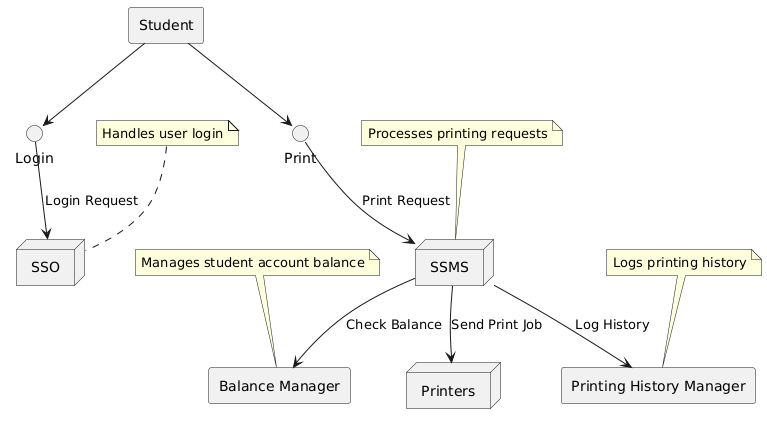 Student
Handles user login
Processes printing requests
Login
Print
Login Request
Print Request
Manages student account balance
SSO
SSMS
Logs printing history
Check Balance
Send Print Job
Log History
Balance Manager
Printers
Printing History Manager